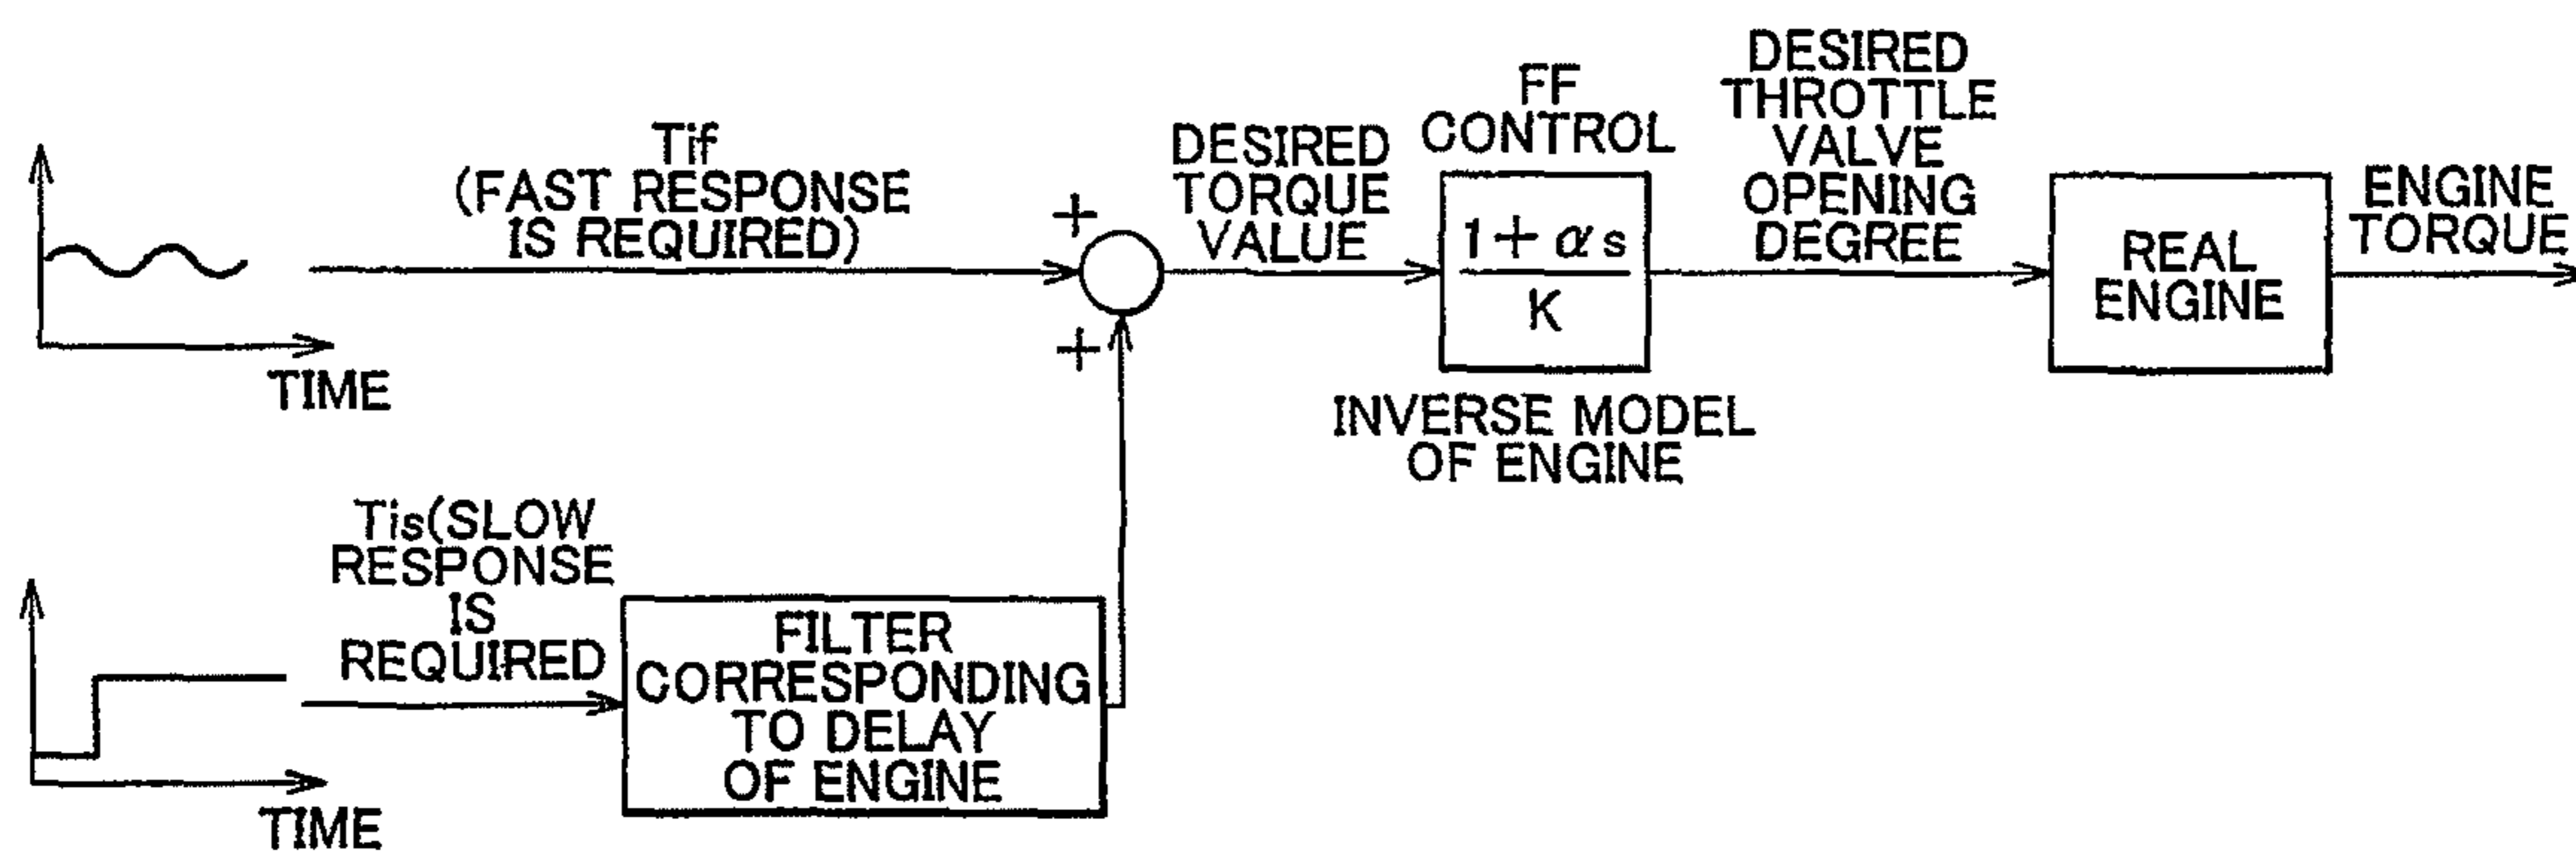 Tif
(FAST RESPONSE
IS REQUIRED)
TIME
+
+
DESIRED
TORQUE
VALUE
FF
CONTROL
1+αs
K
INVERSE MODEL
OF ENGINE
DESIRED
THROTTLE
VALVE
OPENING
DEGREE
REAL
ENGINE
ENGINE
TORQUE
Tis(SLOW
RESPONSE
IS
REQUIRED
TIME
FILTER
CORRESPONDING
TO DELAY
OF ENGINE